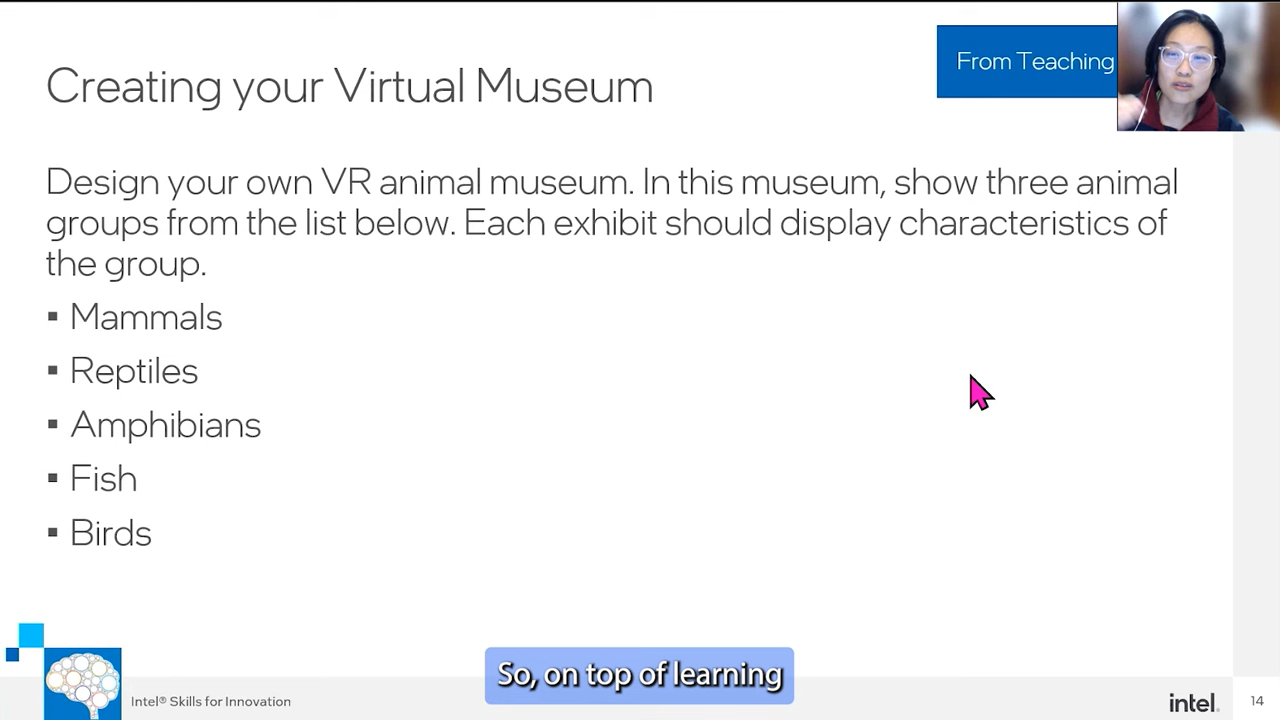 Creating your Virtual Museum
From Teaching
Design your own VR animal museum. In this museum, show three animal
groups from the list below. Each exhibit should display characteristics of
the group.
▪ Mammals
▪ Reptiles
▪ Amphibians
▪ Fish
▪ Birds
So, on top of learning
Intel® Skills for Innovation
intel.
14